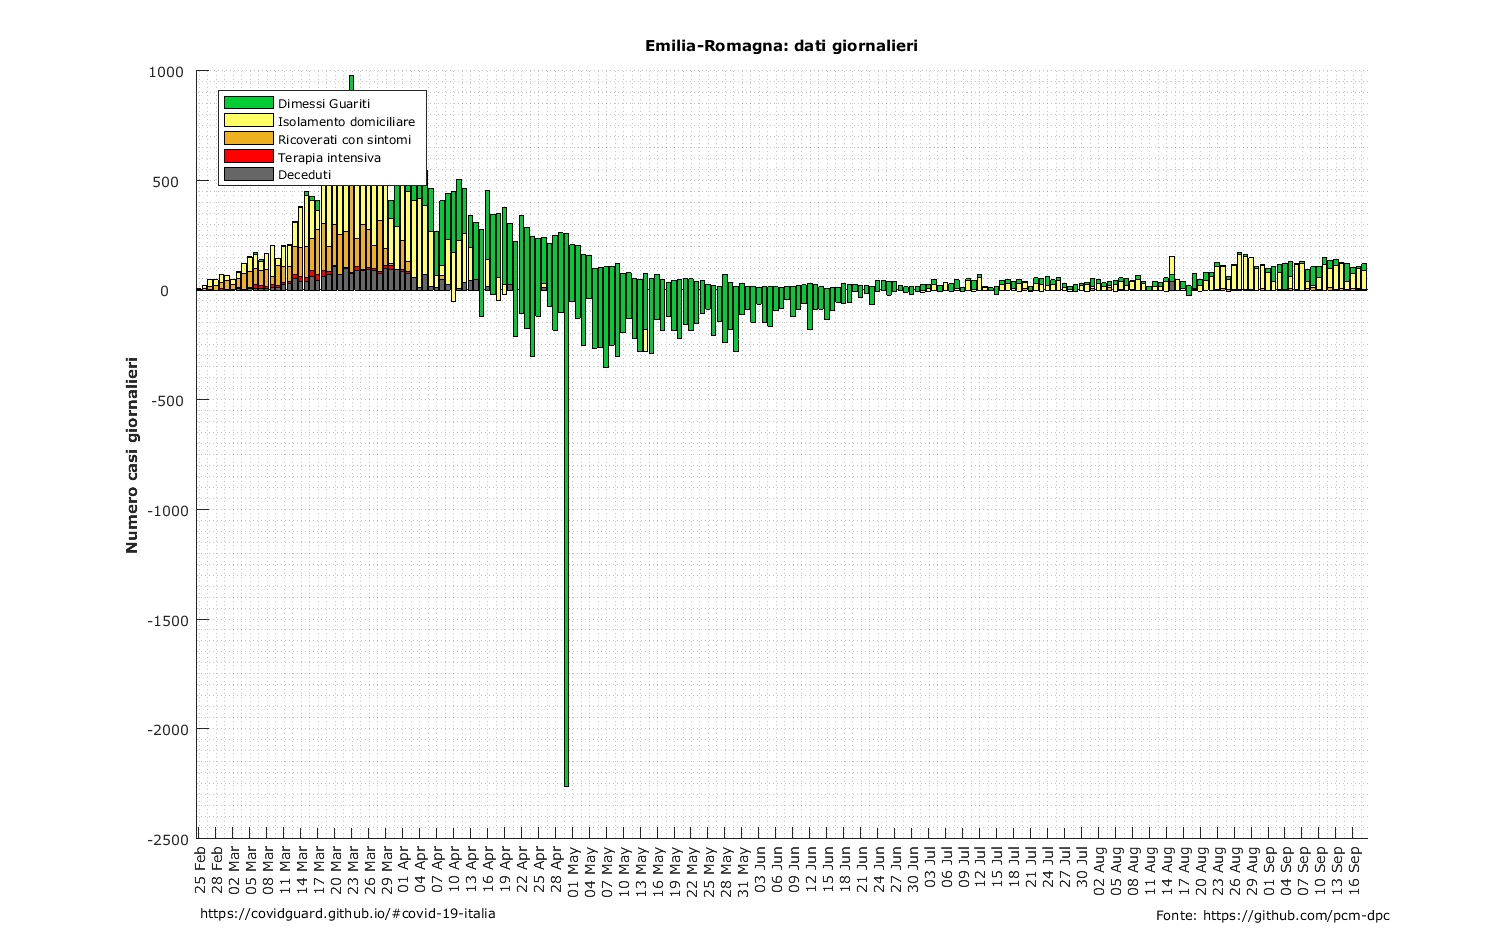 Emilia-Romagna: dati giornalieri
1000
500
0
-500
-1000
-1500
-2000
-2500
Numero casi giornalieri
Dimessi Guariti
Isolamento domiciliare
Ricoverati con sintomi
Terapia intensiva
Deceduti
25 Feb
28 Feb
02 Mar
05 Mar
08 Mar
11 Mar
14 Mar
17 Mar
20 Mar
23 Mar
26 Mar
29 Mar
01 Apr
04 Apr
07 Apr
10 Apr
13 Apr
16 Apr
19 Apr
22 Apr
25 Apr
28 Apr
01 May
04 May
07 May
10 May
13 May
16 May
19 May
22 May
25 May
28 May
31 May
03 Jun
06 Jun
09 Jun
12 Jun
15 Jun
18 Jun
21 Jun
24 Jun
27 Jun
30 Jun
03 Jul
06 Jul
09 Jul
12 Jul
15 Jul
18 Jul
21 Jul
24 Jul
27 Jul
30 Jul
02 Aug
05 Aug
08 Aug
11 Aug
14 Aug
17 Aug
20 Aug
23 Aug
26 Aug
29 Aug
01 Sep
04 Sep
07 Sep
10 Sep
13 Sep
16 Sep
https://covidguard.github.io/#covid-19-italia
Fonte: https://github.com/pcm-dpc